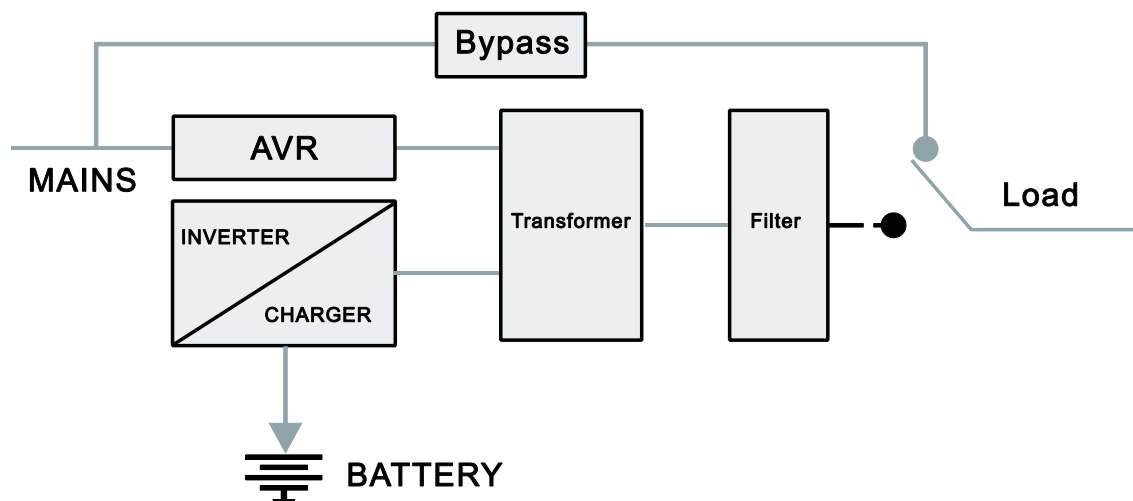 Bypass
AVR
MAINS
Load
INVERTER
CHARGER
Transformer
Filter
BATTERY